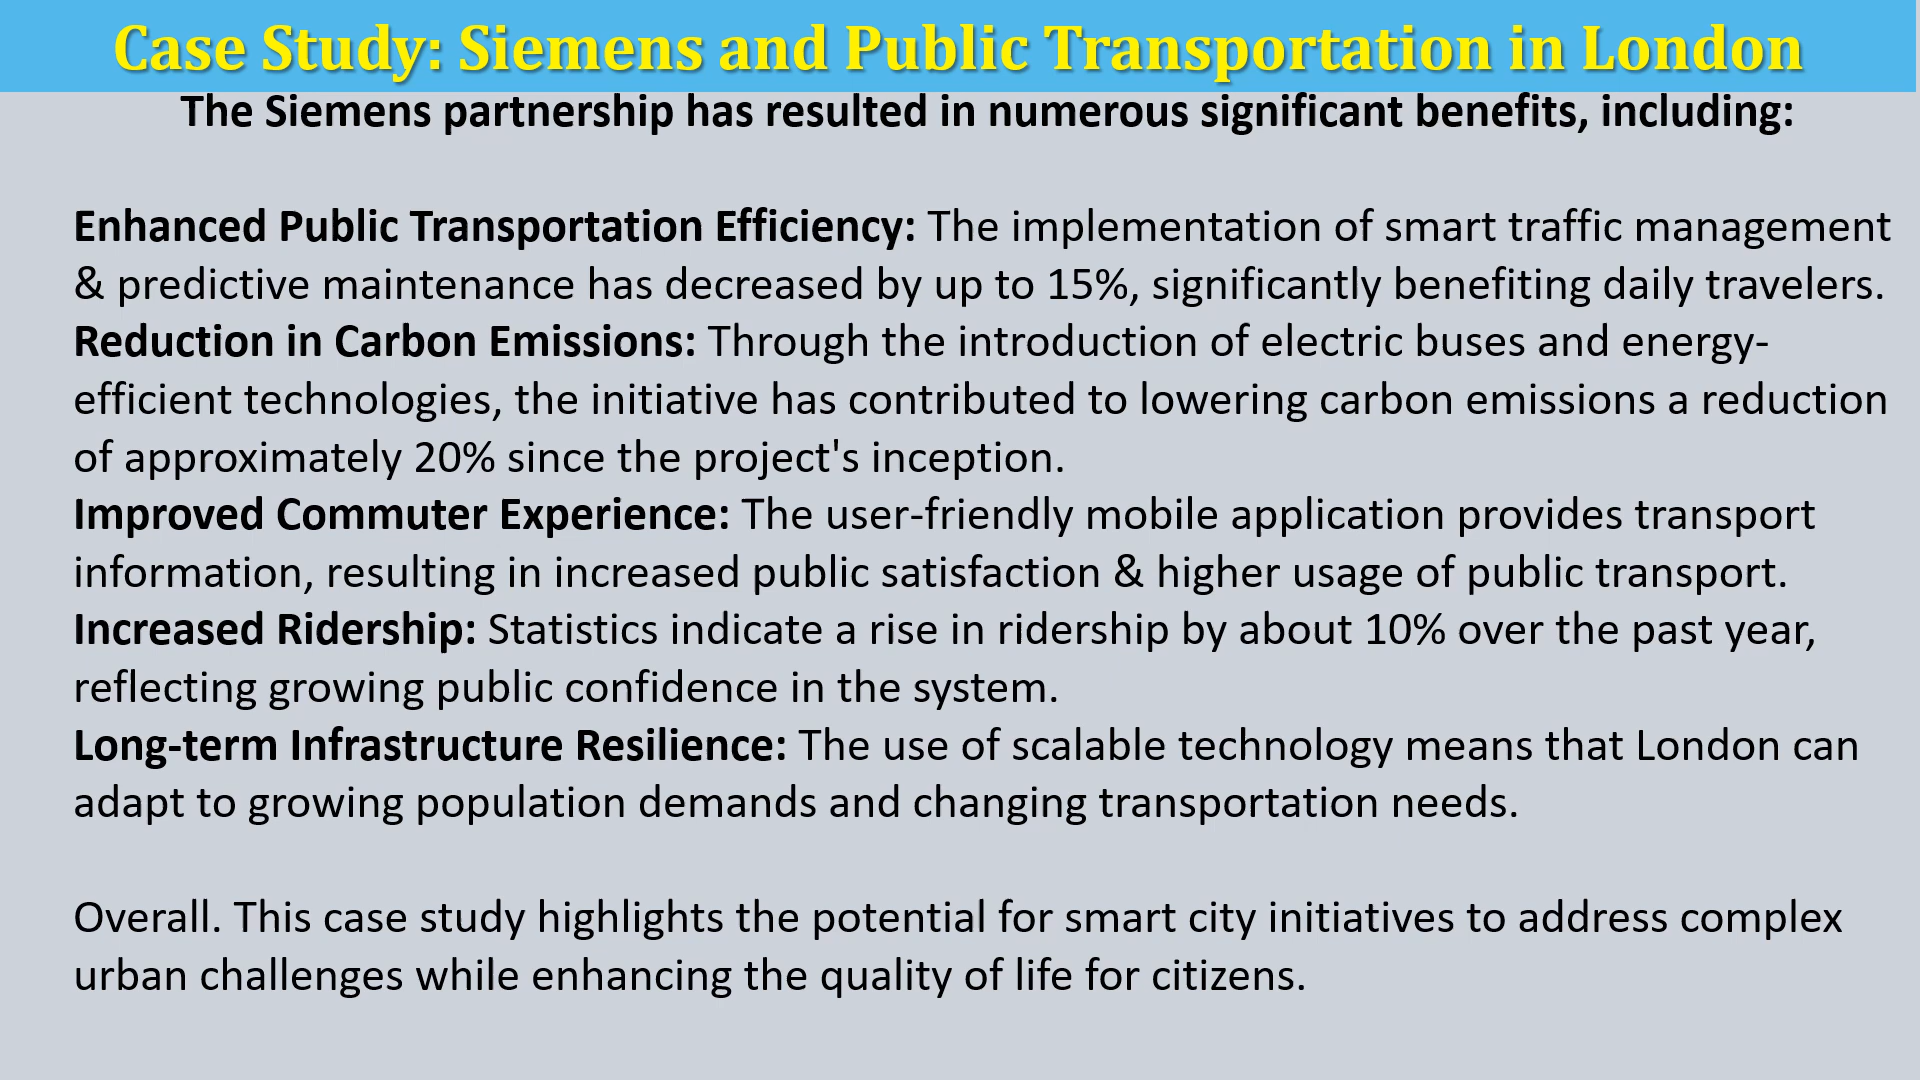 Case Study: Siemens and Public Transportation in London
The Siemens partnership has resulted in numerous significant benefits, including:
Enhanced Public Transportation Efficiency: The implementation of smart traffic management
& predictive maintenance has decreased by up to 15%, significantly benefiting daily travelers.
Reduction in Carbon Emissions: Through the introduction of electric buses and energy-
efficient technologies, the initiative has contributed to lowering carbon emissions a reduction
of approximately 20% since the project's inception.
Improved Commuter Experience: The user-friendly mobile application provides transport
information, resulting in increased public satisfaction & higher usage of public transport.
Increased Ridership: Statistics indicate a rise in ridership by about 10% over the past year,
reflecting growing public confidence in the system.
Long-term Infrastructure Resilience: The use of scalable technology means that London can
adapt to growing population demands and changing transportation needs.
Overall. This case study highlights the potential for smart city initiatives to address complex
urban challenges while enhancing the quality of life for citizens.